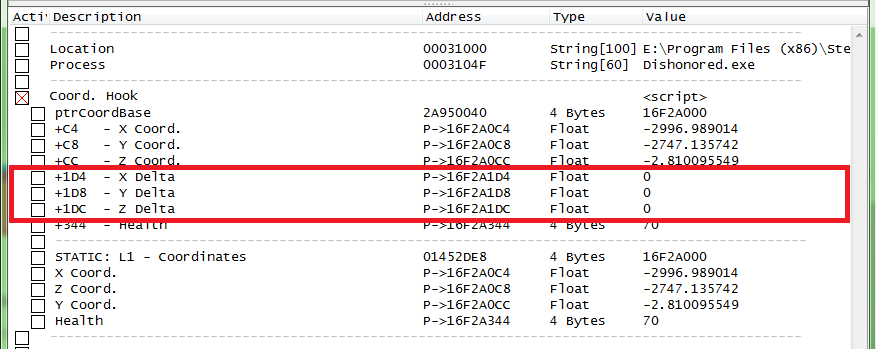 Activ Description Address Type Value
Location 00031000 String[100] E:\Program Files (x86)\Ste
Process 0003104F String[60] Dishonored.exe
Coord. Hook <script>
ptrCoordBase 2A950040 4 Bytes 16F2A000
+C4 - X Coord. P->16F2A0C4 Float -2996.989014
+C8 - Y Coord. P->16F2A0C8 Float -2747.135742
+CC - Z Coord. P->16F2A0CC Float -2.810095549
+1D4 - X Delta P->16F2A1D4 Float 0
+1D8 - Y Delta P->16F2A1D8 Float 0
+1DC - Z Delta P->16F2A1DC Float 0
+344 - Health P->16F2A344 4 Bytes 70
STATIC: L1 - Coordinates 01452DE8 4 Bytes 16F2A000
X Coord. P->16F2A0C4 Float -2996.989014
Z Coord. P->16F2A0C8 Float -2747.135742
Y Coord. P->16F2A0CC Float -2.810095549
Health P->16F2A344 4 Bytes 70